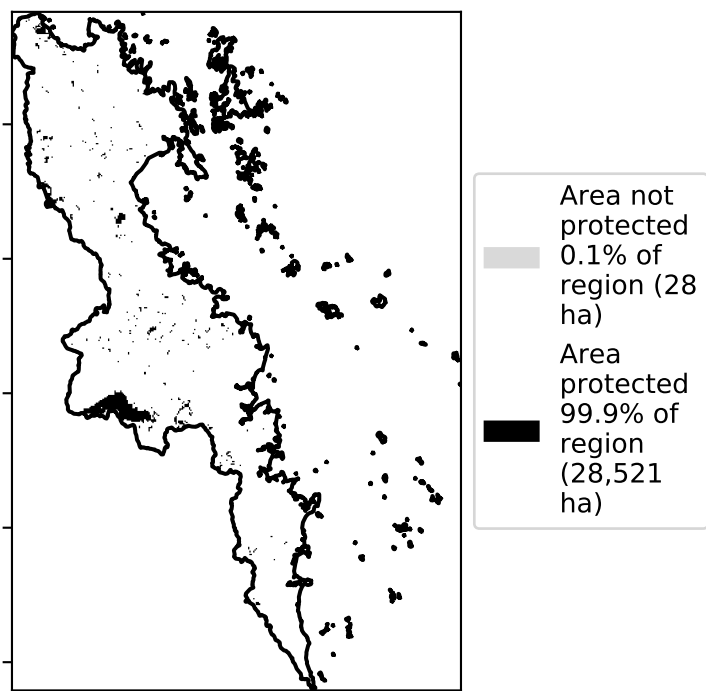 Area not
protected
0.1% of
region (28
ha)
Area
protected
99.9% of
region
(28,521
ha)